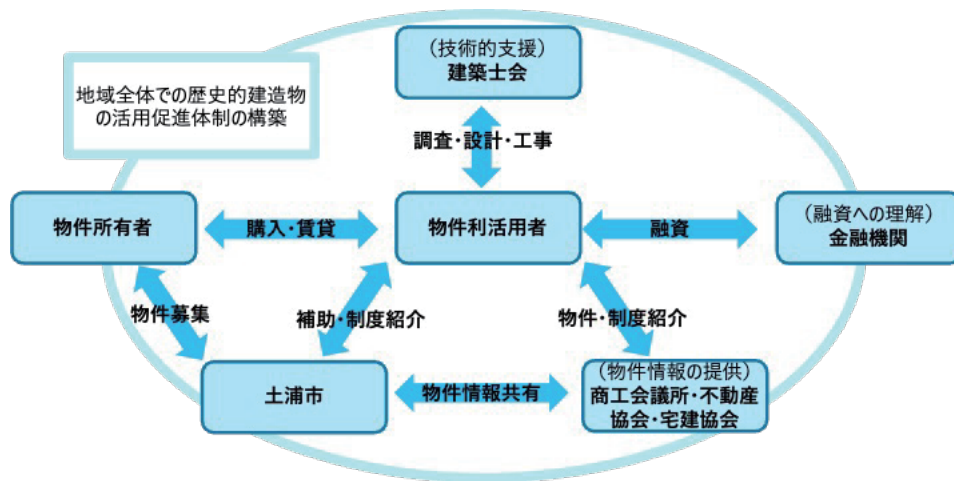 (技術的支援)
建築士会
地域全体での歴史的建造物
の活用促進体制の構築
調査・設計・工事
物件所有者
購入・賃貸
物件利活用者
融資
(融資への理解)
金融機関
物件募集
補助・制度紹介
物件・制度紹介
土浦市
物件情報共有
(物件情報の提供)
商工会議所・不動産
協会・宅建協会